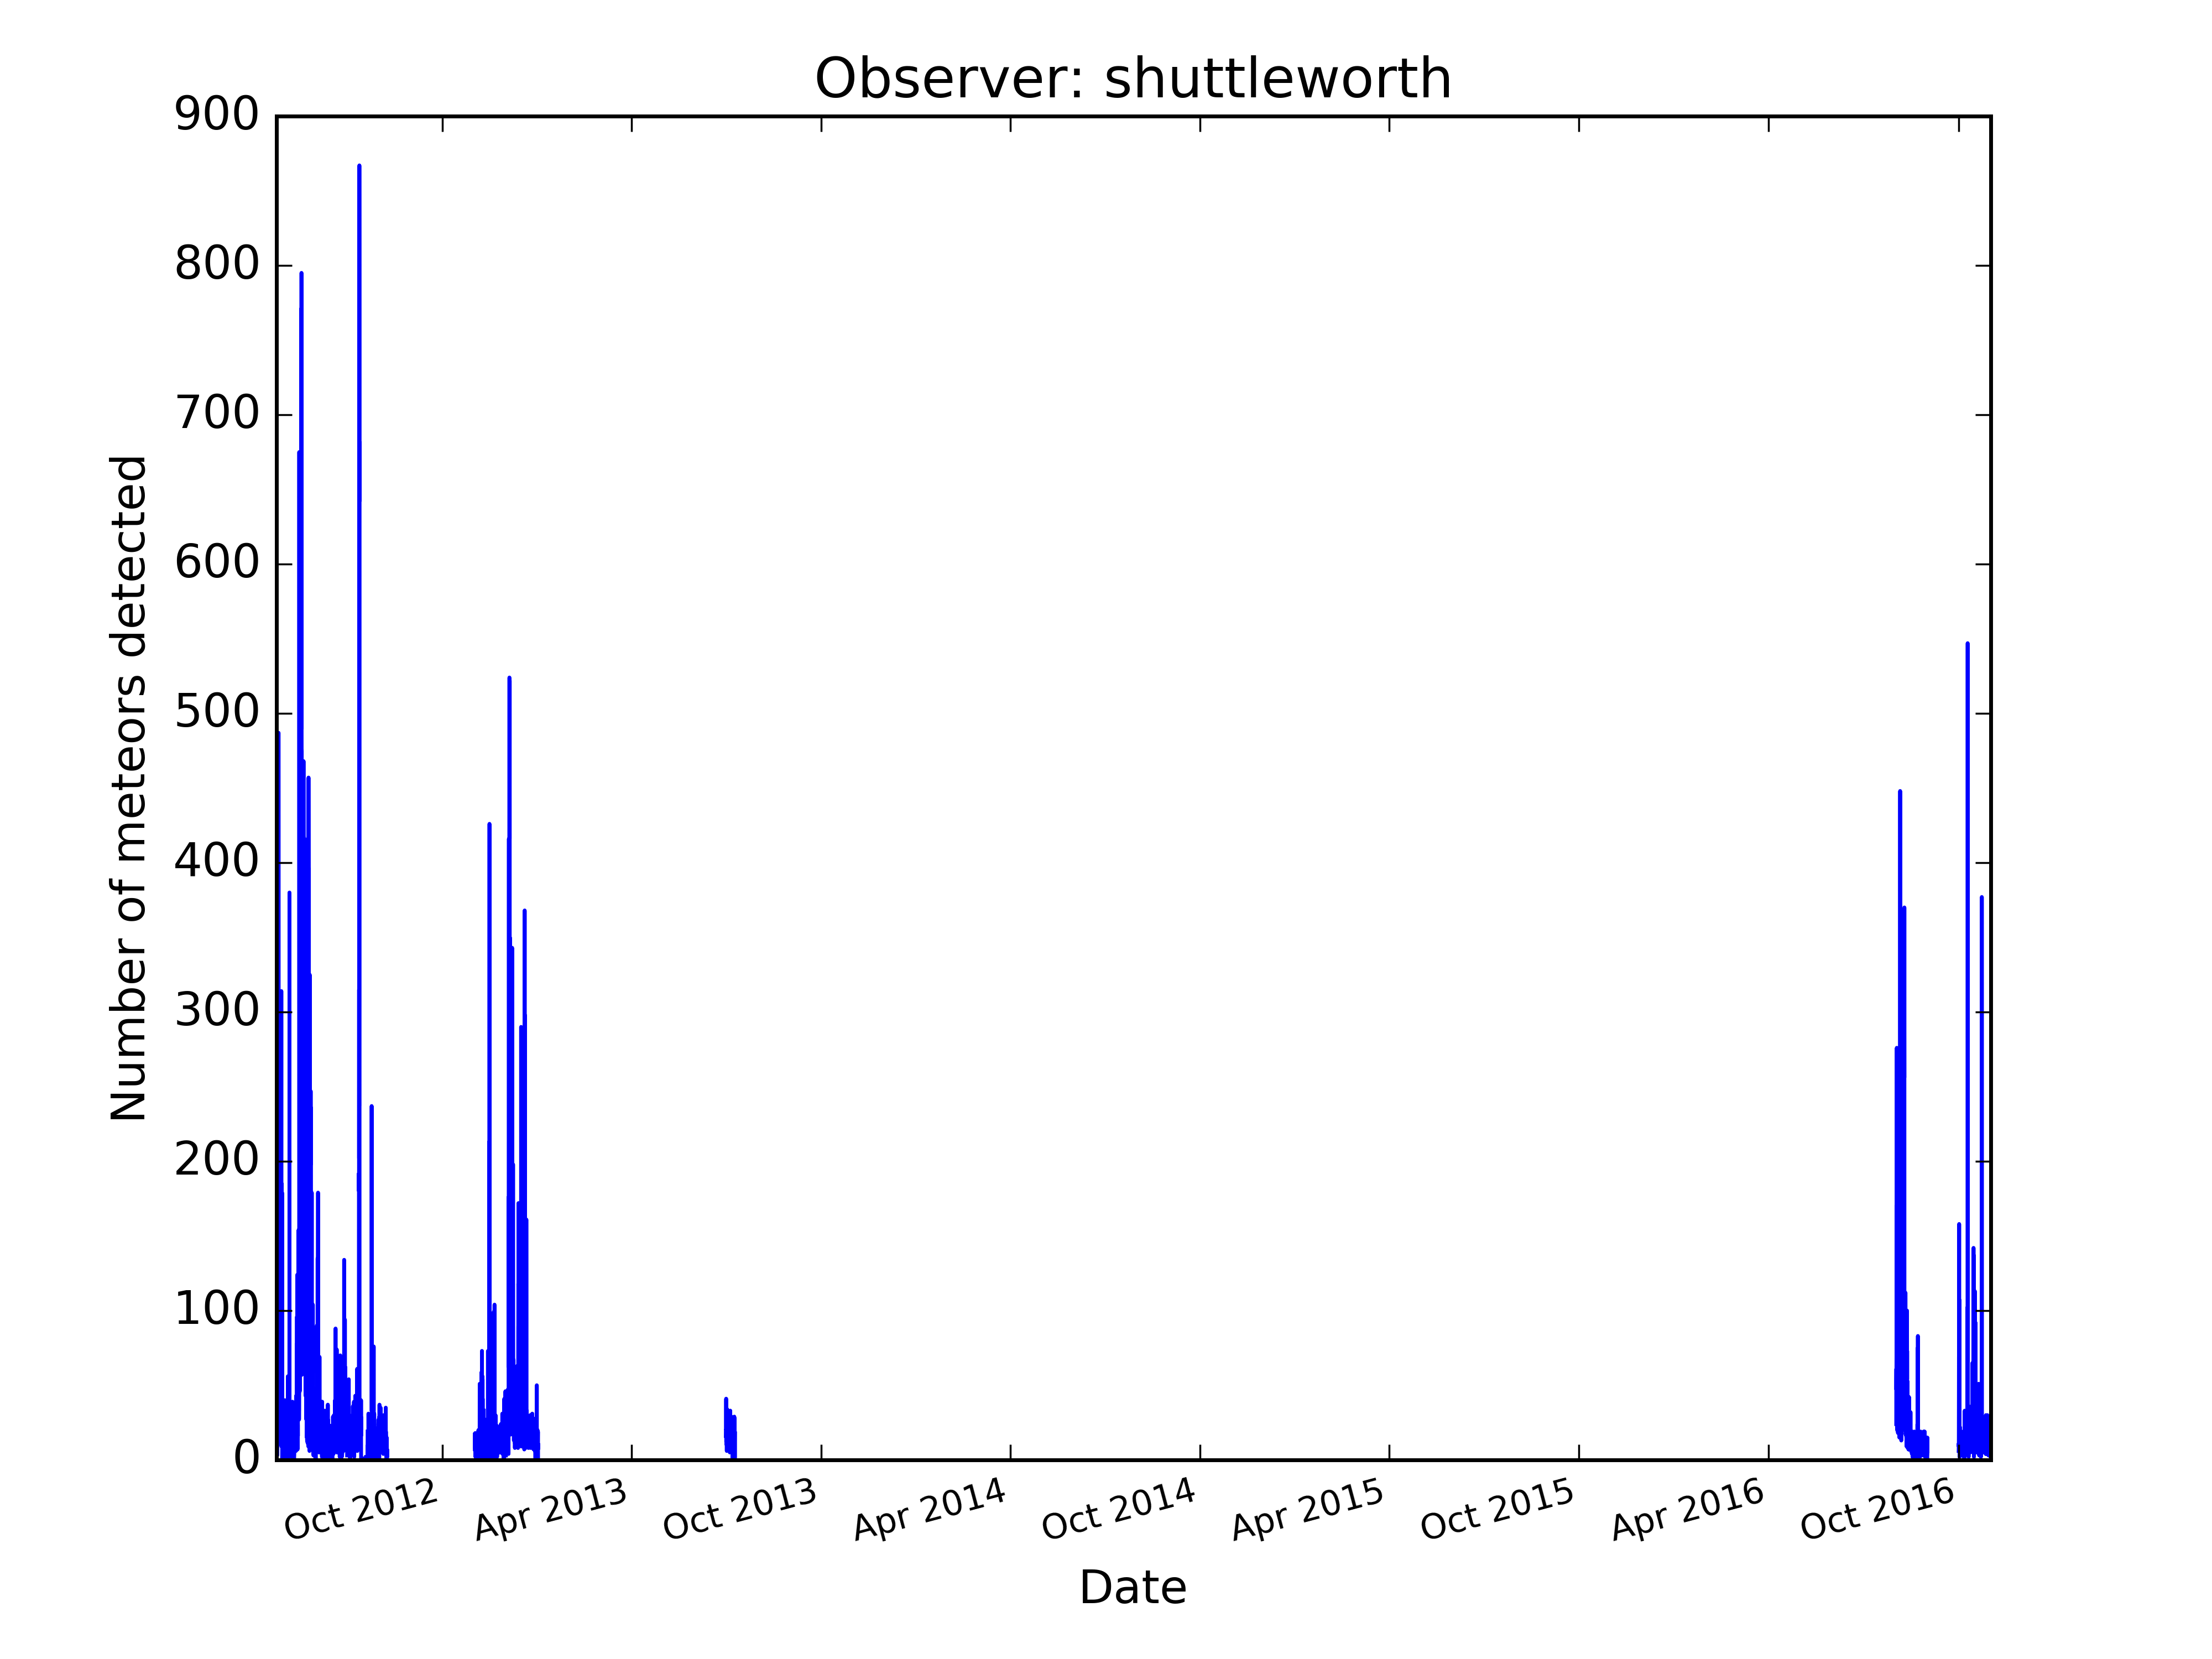 Observer: shuttleworth
900
800
700
600
500
400
300
200
100
0
Number of meteors detected
Oct 2012
Apr 2013
Oct 2013
Apr 2014
Oct 2014
Apr 2015
Oct 2015
Apr 2016
Oct 2016
Date